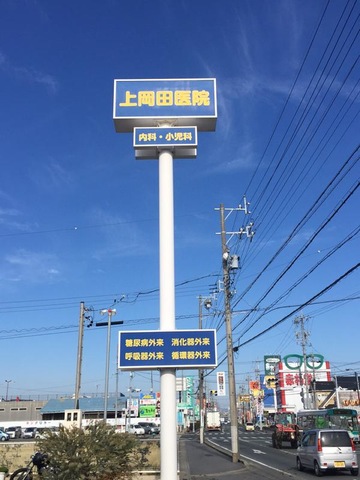 上岡田医院
内科・小児科
糖尿病外来 消化器外来
呼吸器外来 循環器外来